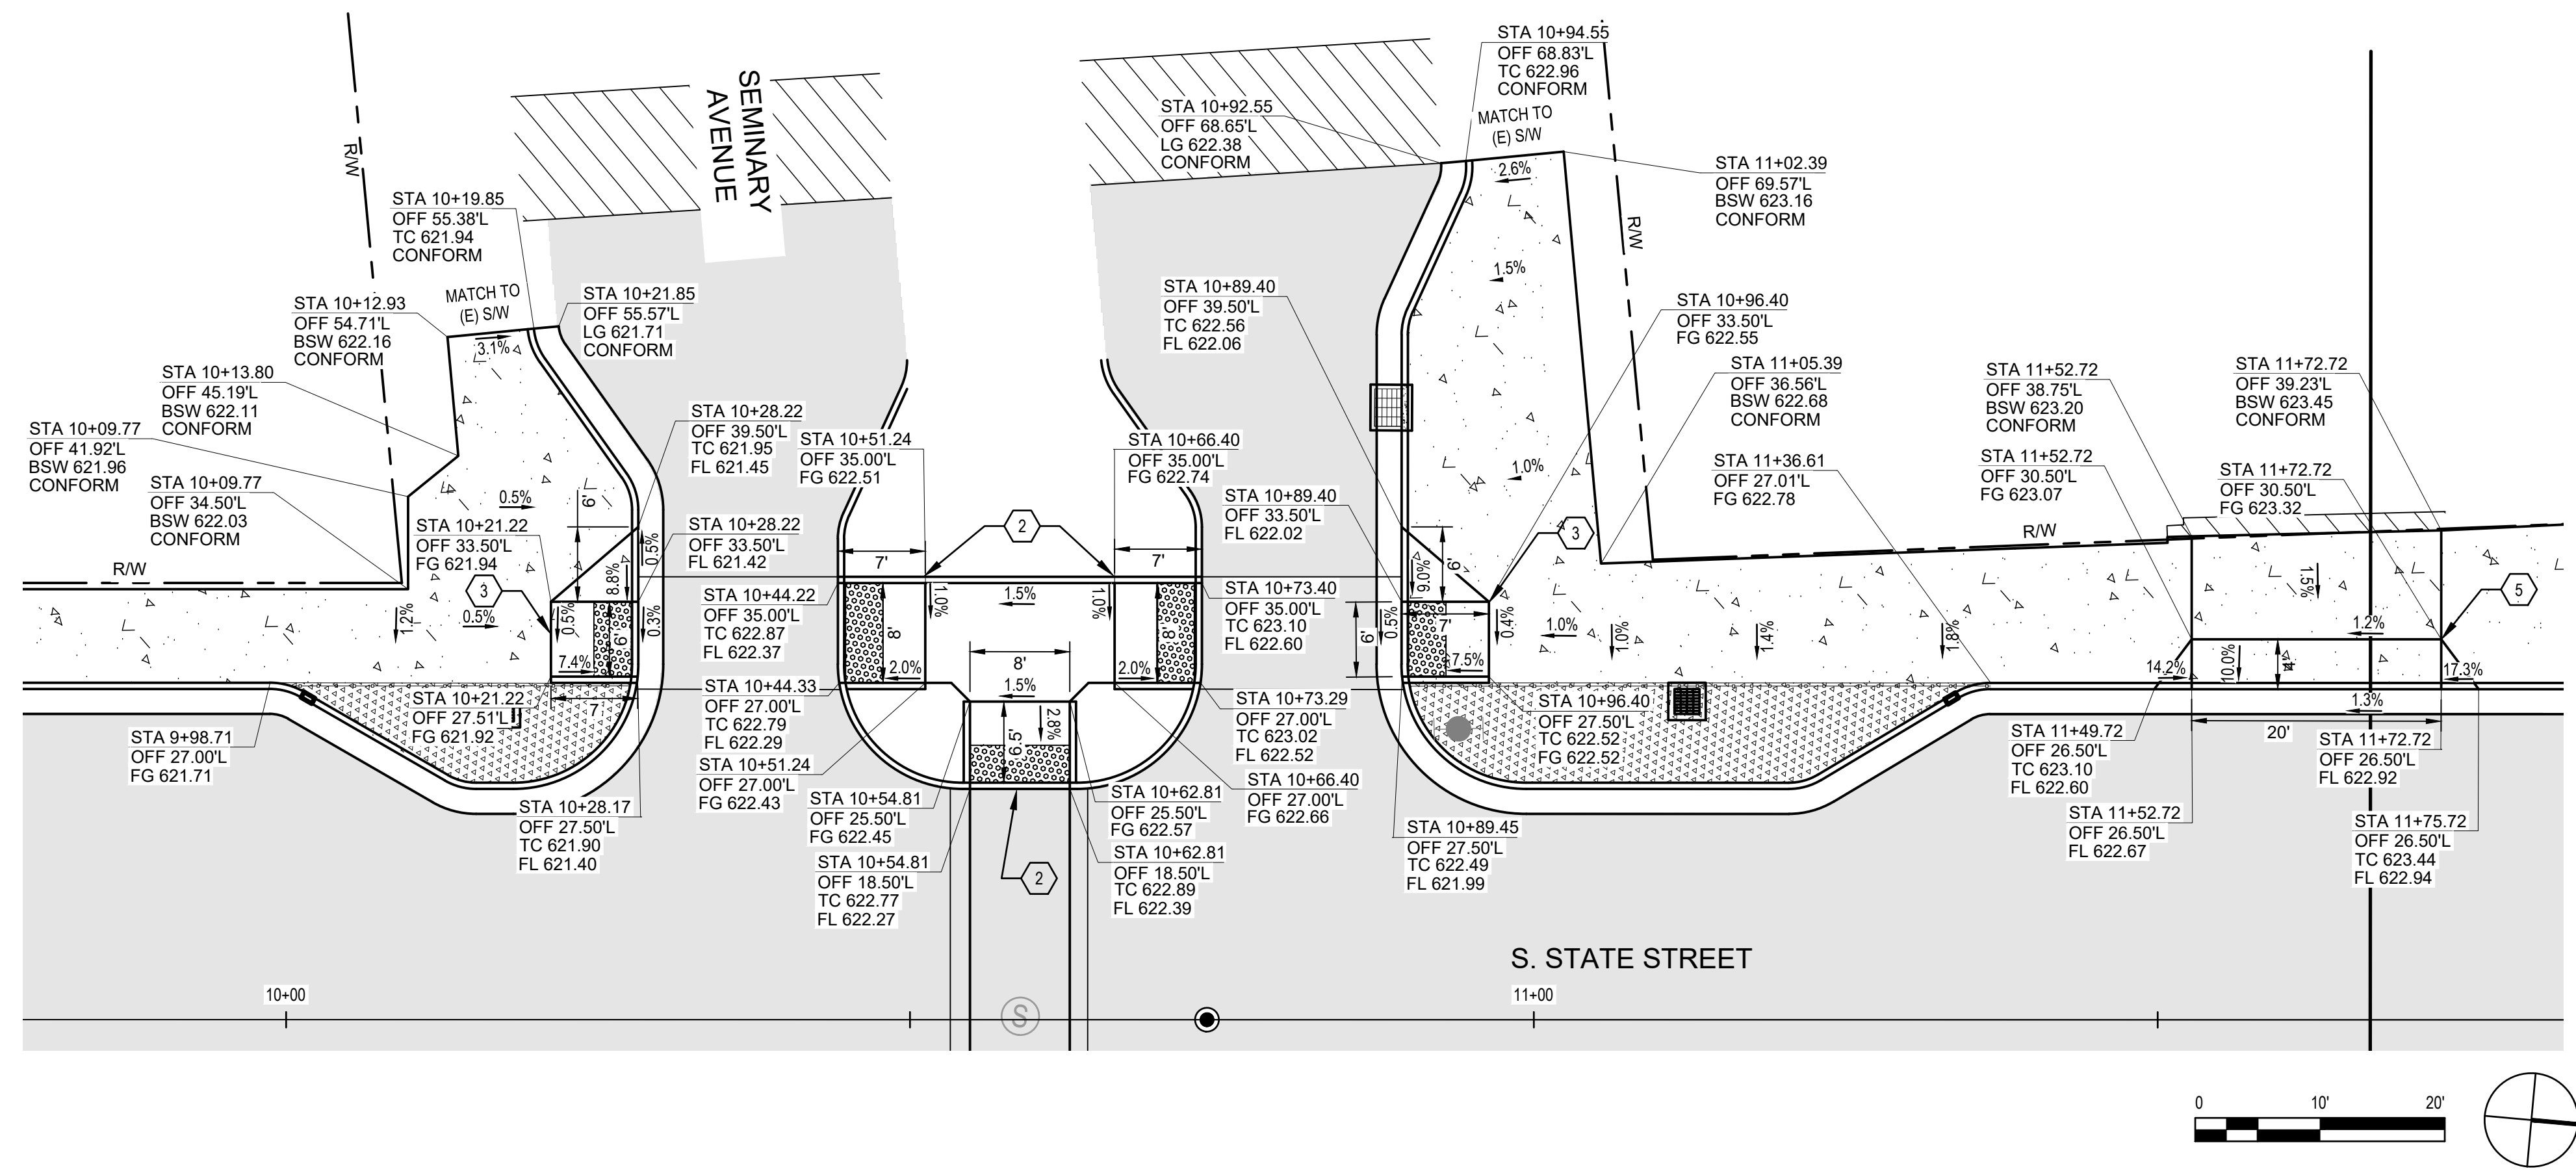 STA 10+94.55
OFF 68.83'L
TC 622.96
CONFORM
MATCH TO
(E) S/W
SEMINARY
AVENUE
STA 10+92.55
OFF 68.65'L
LG 622.38
CONFORM
2.6%
STA 11+02.39
OFF 69.57'L
BSW 623.16
CONFORM
R/W
R/W
STA 10+19.85
OFF 55.38'L
TC 621.94
CONFORM
MATCH TO
(E) S/W
3.1%
STA 10+21.85
OFF 55.57'L
LG 621.71
CONFORM
STA 10+12.93
OFF 54.71'L
BSW 622.16
CONFORM
STA 10+13.80
OFF 45.19'L
BSW 622.11
CONFORM
STA 10+09.77
OFF 41.92'L
BSW 621.96
CONFORM
STA 10+09.77
OFF 34.50'L
BSW 622.03
CONFORM
STA 10+21.22
OFF 33.50'L
FG 621.94
STA 10+28.22
OFF 39.50'L
TC 621.95
FL 621.45
STA 10+28.22
OFF 33.50'L
FL 621.42
STA 10+51.24
OFF 35.00'L
FG 622.51
STA 10+66.40
OFF 35.00'L
FG 622.74
STA 10+89.40
OFF 39.50'L
TC 622.56
FL 622.06
STA 10+89.40
OFF 33.50'L
FL 622.02
1.5%
1.0%
STA 10+96.40
OFF 33.50'L
FG 622.55
STA 11+05.39
OFF 36.56'L
BSW 622.68
CONFORM
STA 11+36.61
OFF 27.01'L
FG 622.78
STA 11+52.72
OFF 38.75'L
BSW 623.20
CONFORM
STA 11+52.72
OFF 30.50'L
FG 623.07
STA 11+72.72
OFF 39.23'L
BSW 623.45
CONFORM
STA 11+72.72
OFF 30.50'L
FG 623.32
R/W
R/W
0.5%
6'
0.5%
8.8%
3
0.5%
1.2%
0.5%
6'
0.3%
7.4%
7'
STA 10+21.22
OFF 27.51'L
FG 621.92
STA 9+98.71
OFF 27.00'L
FG 621.71
STA 10+28.17
OFF 27.50'L
TC 621.90
FL 621.40
STA 10+44.22
OFF 35.00'L
TC 622.87
FL 622.37
STA 10+44.33
OFF 27.00'L
TC 622.79
FL 622.29
STA 10+51.24
OFF 27.00'L
FG 622.43
7'
2
7'
8'
1.0%
1.5%
1.0%
8'
2.0%
8'
2.0%
1.5%
6.5'
2.8%
STA 10+54.81
OFF 25.50'L
FG 622.45
STA 10+54.81
OFF 18.50'L
TC 622.77
FL 622.27
2
STA 10+62.81
OFF 25.50'L
FG 622.57
STA 10+62.81
OFF 18.50'L
TC 622.89
FL 622.39
STA 10+73.40
OFF 35.00'L
TC 623.10
FL 622.60
STA 10+73.29
OFF 27.00'L
TC 623.02
FL 622.52
STA 10+66.40
OFF 27.00'L
FG 622.66
9.0%
6'
3
6'
0.5%
7'
0.4%
7.5%
1.0%
1.0%
1.4%
1.8%
STA 10+96.40
OFF 27.50'L
TC 622.52
FG 622.52
STA 10+89.45
OFF 27.50'L
TC 622.49
FL 621.99
1.5%
5
1.2%
14.2%
10.0%
4'
17.3%
1.3%
20'
STA 11+49.72
OFF 26.50'L
TC 623.10
FL 622.60
STA 11+52.72
OFF 26.50'L
FL 622.67
STA 11+72.72
OFF 26.50'L
FL 622.92
STA 11+75.72
OFF 26.50'L
TC 623.44
FL 622.94
S. STATE STREET
10+00
S
11+00
0 10' 20'